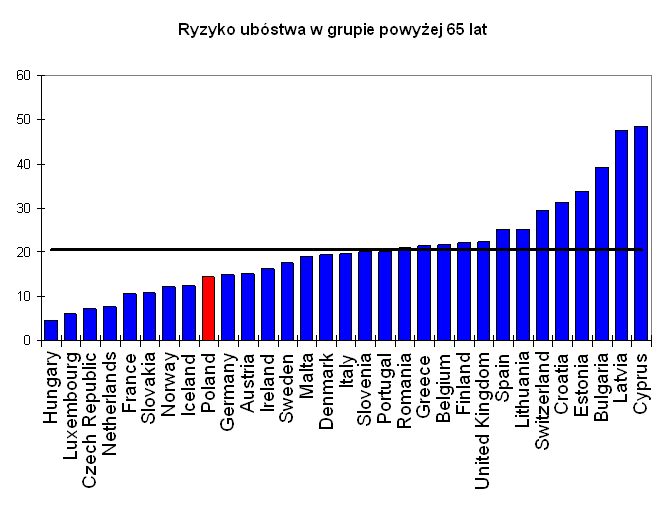 Ryzyko ubóstwa w grupie powyżej 65 lat
60
50
40
30
20
10
0
Hungary
Luxembourg
Czech Republic
Netherlands
France
Slovakia
Norway
Iceland
Poland
Germany
Austria
Ireland
Sweden
Malta
Denmark
Italy
Slovenia
Portugal
Romania
Greece
Belgium
Finland
United Kingdom
Spain
Lithuania
Switzerland
Croatia
Estonia
Bulgaria
Latvia
Cyprus